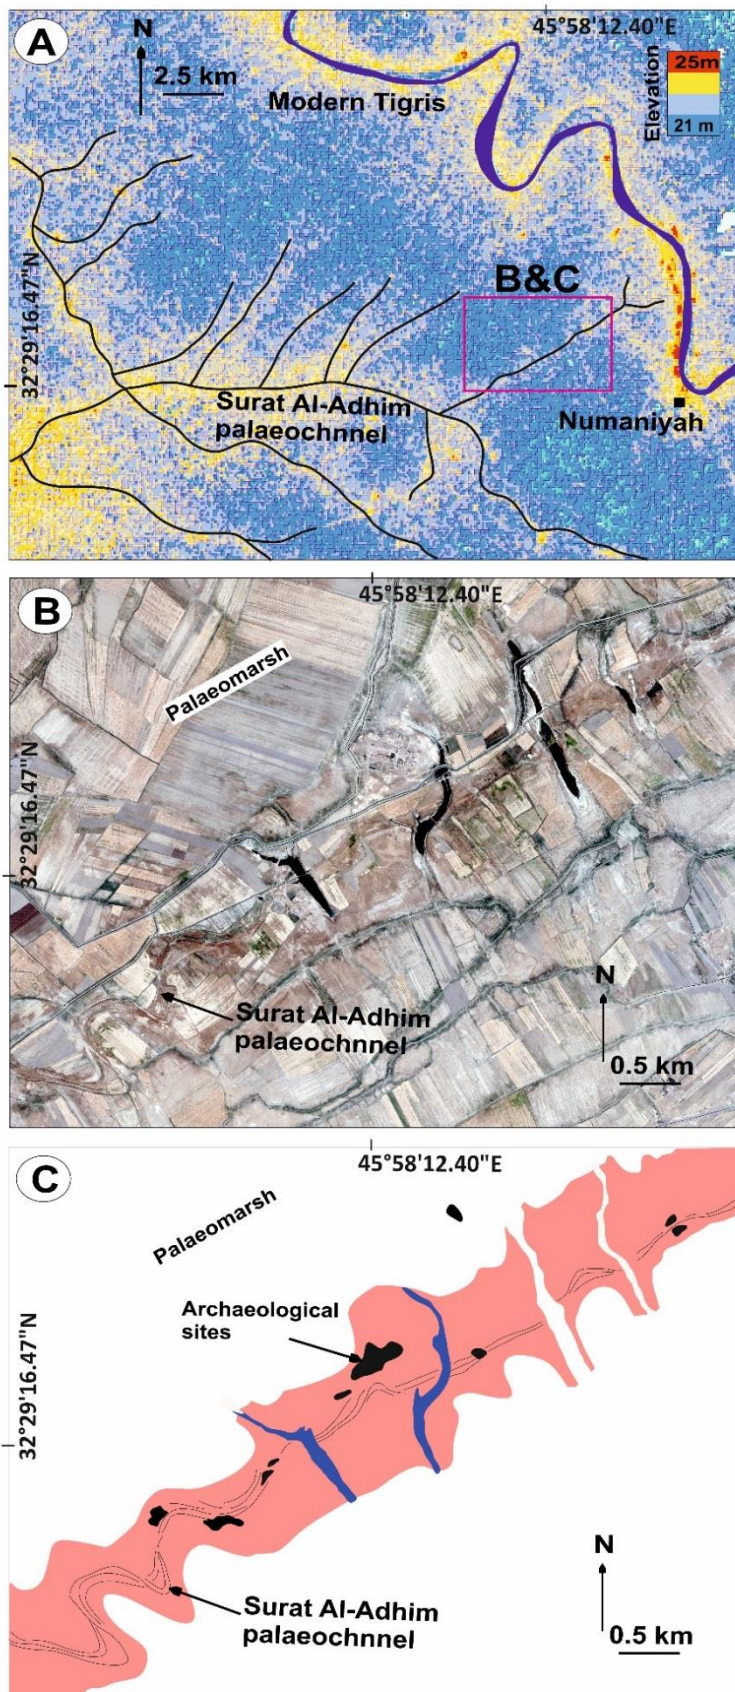 A
N
2.5 km
45°58'12.40"E
Modern Tigris
Elevation
25m
21 m
B&C
32°29'16.47"N
Surat Al-Adhim
palaeochnnel
Numaniyah
B
45°58'12.40"E
Palaeomarsh
32°29'16.47"N
Surat Al-Adhim
palaeochnnel
N
0.5 km
C
45°58'12.40"E
Palaeomarsh
Archaeological
sites
32°29'16.47"N
Surat Al-Adhim
palaeochnnel
N
0.5 km